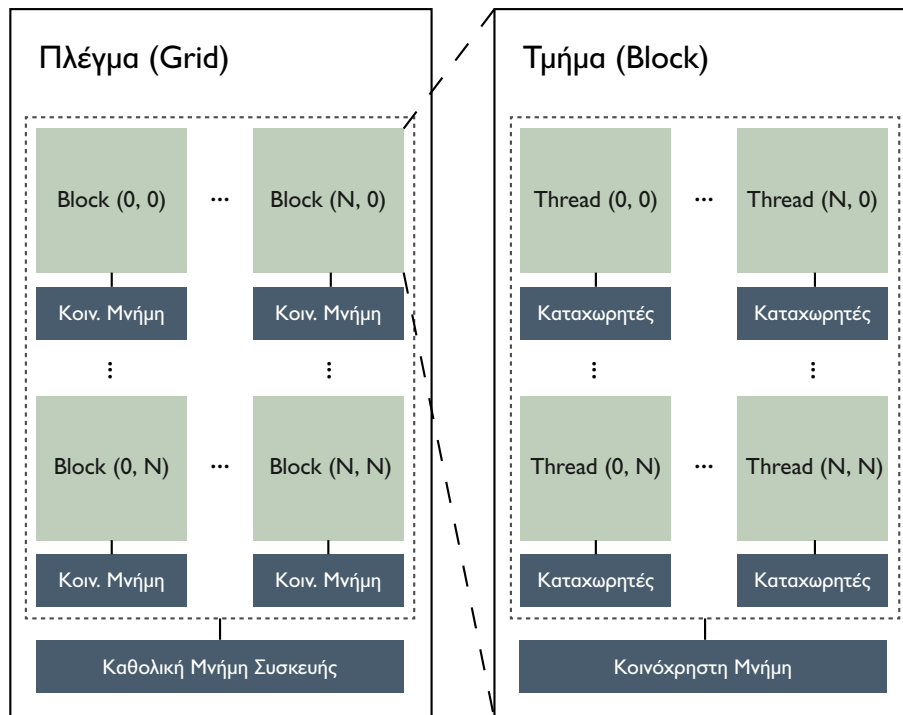 Πλέγμα (Grid)
Block (0, 0)
...
Block (N, 0)
Κοιν. Μνήμη
Κοιν. Μνήμη
...
...
Block (0, N)
...
Block (N, N)
Κοιν. Μνήμη
Κοιν. Μνήμη
Καθολική Μνήμη Συσκευής
Τμήμα (Block)
Thread (0, 0)
...
Thread (N, 0)
Καταχωρητές
Καταχωρητές
...
...
Thread (0, N)
...
Thread (N, N)
Καταχωρητές
Καταχωρητές
Κοινόχρηστη Μνήμη